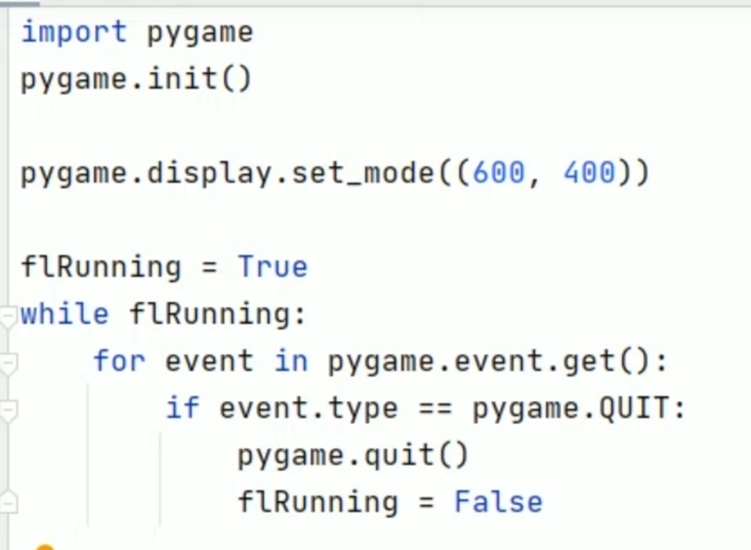 import pygame
pygame.init()

pygame.display.set_mode((600, 400))

flRunning = True
while flRunning:
    for event in pygame.event.get():
        if event.type == pygame.QUIT:
            pygame.quit()
            flRunning = False